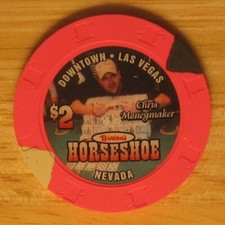 DOWNTOWN • LAS VEGAS
$2
Chris
Moneymaker
BINION'S
HORSESHOE
NEVADA